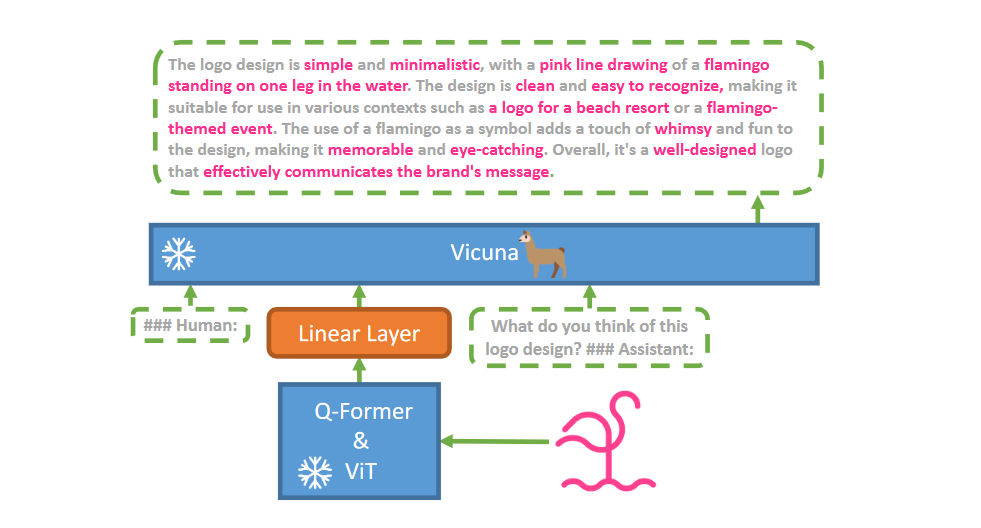 The logo design is simple and minimalistic, with a pink line drawing of a flamingo
standing on one leg in the water. The design is clean and easy to recognize, making it
suitable for use in various contexts such as a logo for a beach resort or a flamingo-
themed event. The use of a flamingo as a symbol adds a touch of whimsy and fun to
the design, making it memorable and eye-catching. Overall, it's a well-designed logo
that effectively communicates the brand's message.
Vicuna
### Human:
Linear Layer
What do you think of this
logo design? ### Assistant:
Q-Former
&
ViT